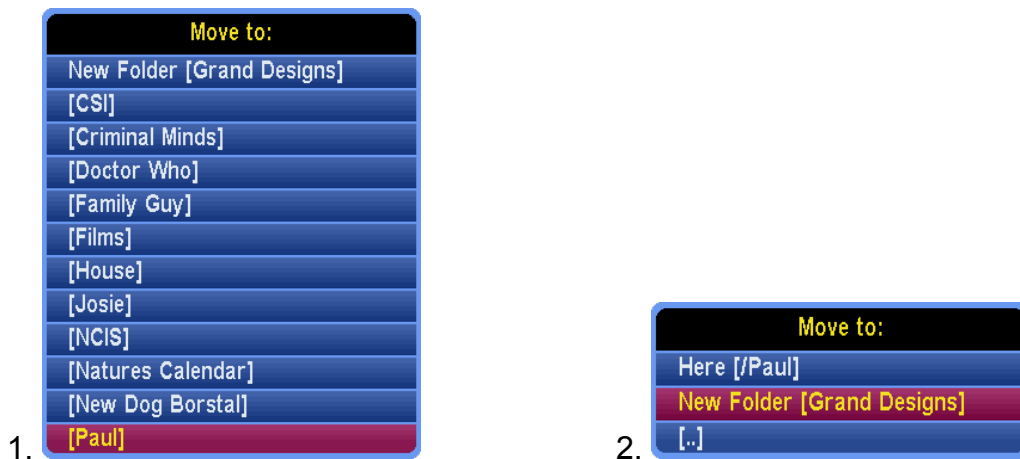 Move to:
New Folder [Grand Designs]
[CSI]
[Criminal Minds]
[Doctor Who]
[Family Guy]
[Films]
[House]
[Josie]
[NCIS]
[Natures Calendar]
[New Dog Borstal]
1. [Paul]
Move to:
Here [/Paul]
New Folder [Grand Designs]
2. [..]